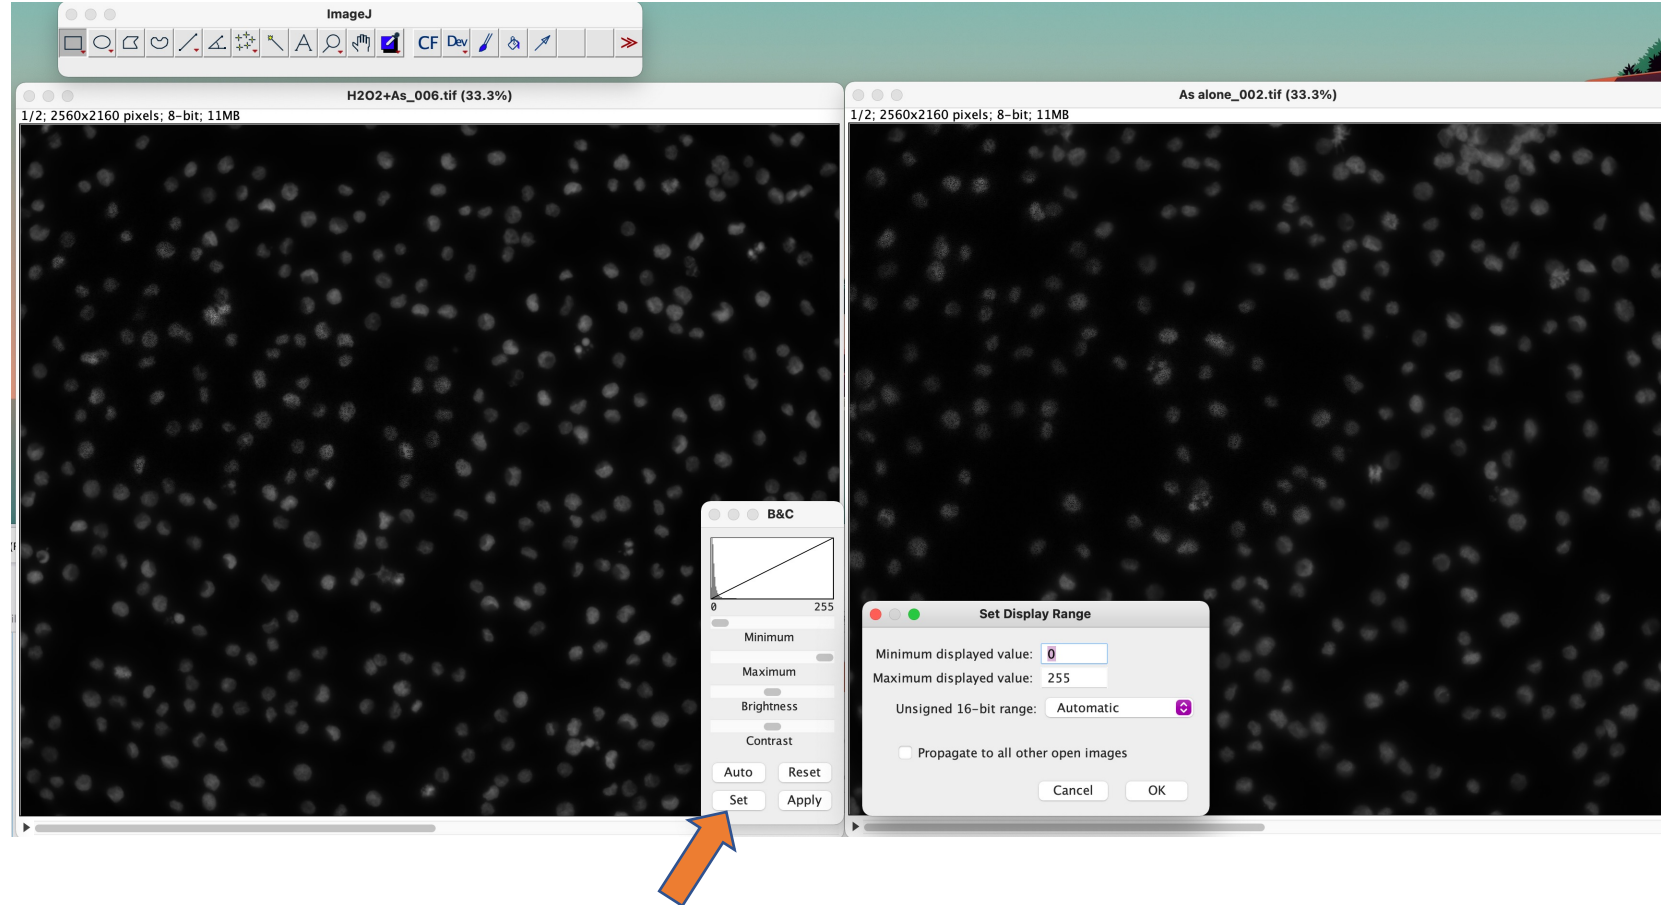 ImageJ
A
CF
Dev
H2O2+As_006.tif (33.3%)
1/2; 2560x2160 pixels; 8-bit; 11MB
As alone_002.tif (33.3%)
1/2; 2560x2160 pixels; 8-bit; 11MB
B&C
0 255
Minimum
Maximum
Brightness
Contrast
Auto Reset
Set Apply
Set Display Range
Minimum displayed value: 0
Maximum displayed value: 255
Unsigned 16-bit range: Automatic
Propagate to all other open images
Cancel OK